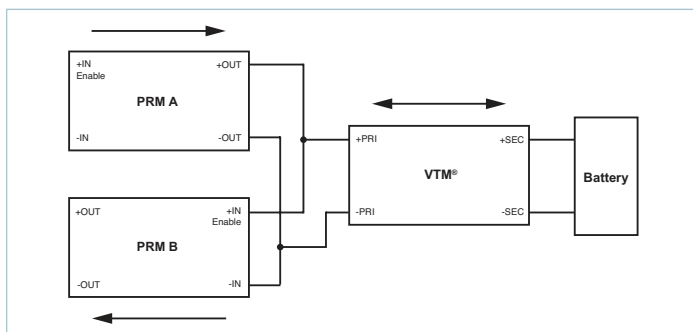 +IN
Enable
+OUT
PRM A
-IN
-OUT
+OUT
+IN
Enable
PRM B
-OUT
-IN
+PRI
+SEC
VTM®
-PRI
-SEC
Battery